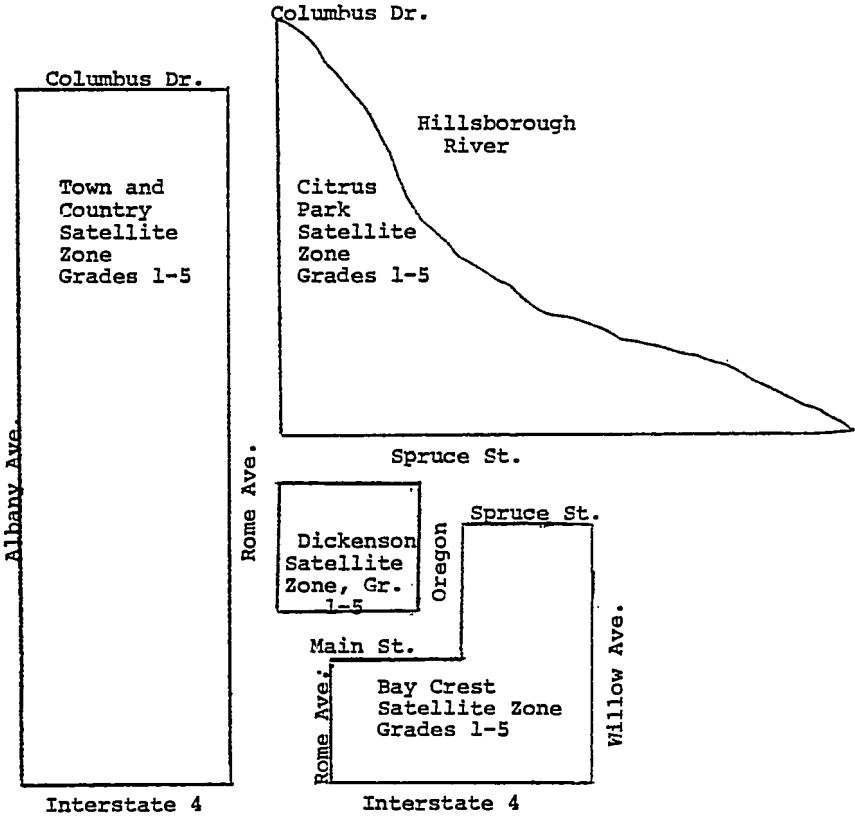 Columbus Dr.
Columbus Dr.
Hillsborough
River
Town and
Country
Satellite
Zone
Grades 1-5
Citrus
Park
Satellite
Zone
Grades 1-5
Albany Ave.
Rome Ave.
Spruce St.
Dickenson
Satellite
Zone, Gr.
1-5
Oregon
Spruce St.
Main St.
Rome Ave.
Bay Crest
Satellite Zone
Grades 1-5
Willow Ave.
Interstate 4
Interstate 4